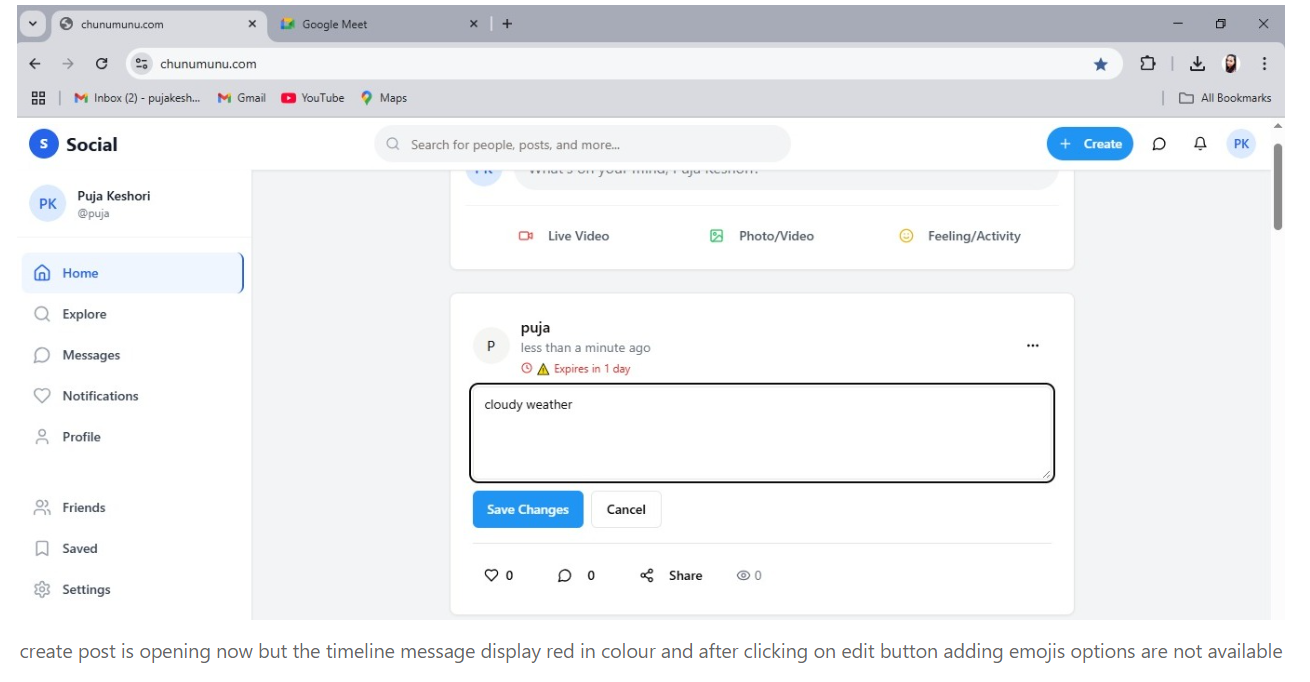 chunumunu.com
Google Meet
chunumunu.com
Inbox (2) - pujakesh...
Gmail
YouTube
Maps
All Bookmarks
S
Social
Search for people, posts, and more...
+ Create
PK
PK
Puja Keshori
@puja
PK
What's on your mind, Puja Keshori?
Live Video
Photo/Video
Feeling/Activity
Home
Explore
Messages
Notifications
Profile
Friends
Saved
Settings
P
puja
less than a minute ago
Expires in 1 day
cloudy weather
Save Changes
Cancel
0
0
Share
0
create post is opening now but the timeline message display red in colour and after clicking on edit button adding emojis options are not available